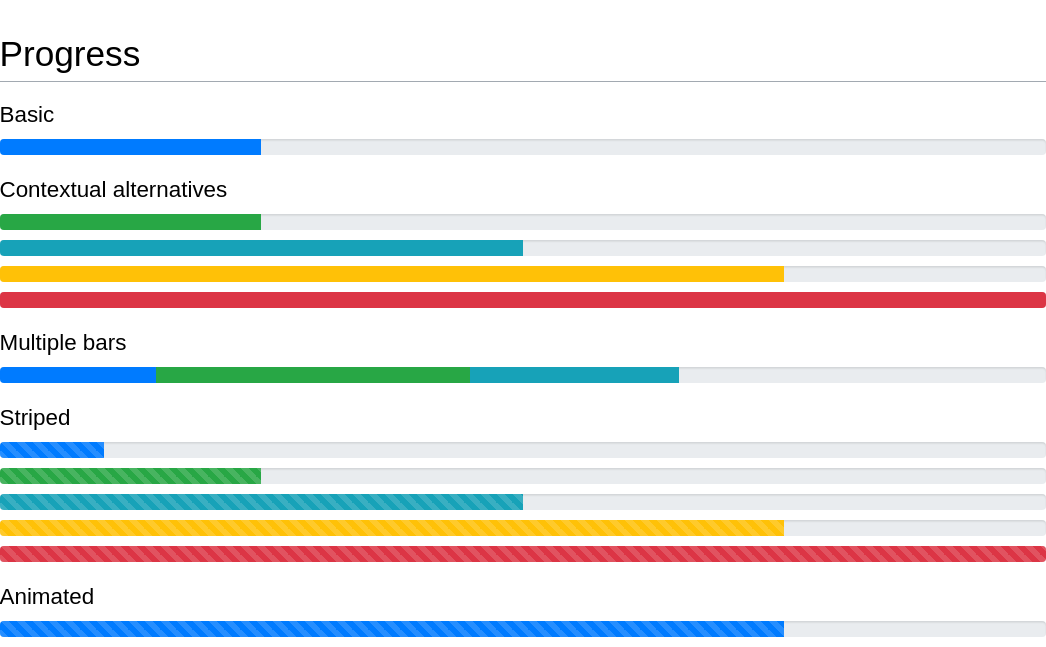 Progress
Basic
Contextual alternatives
Multiple bars
Striped
Animated